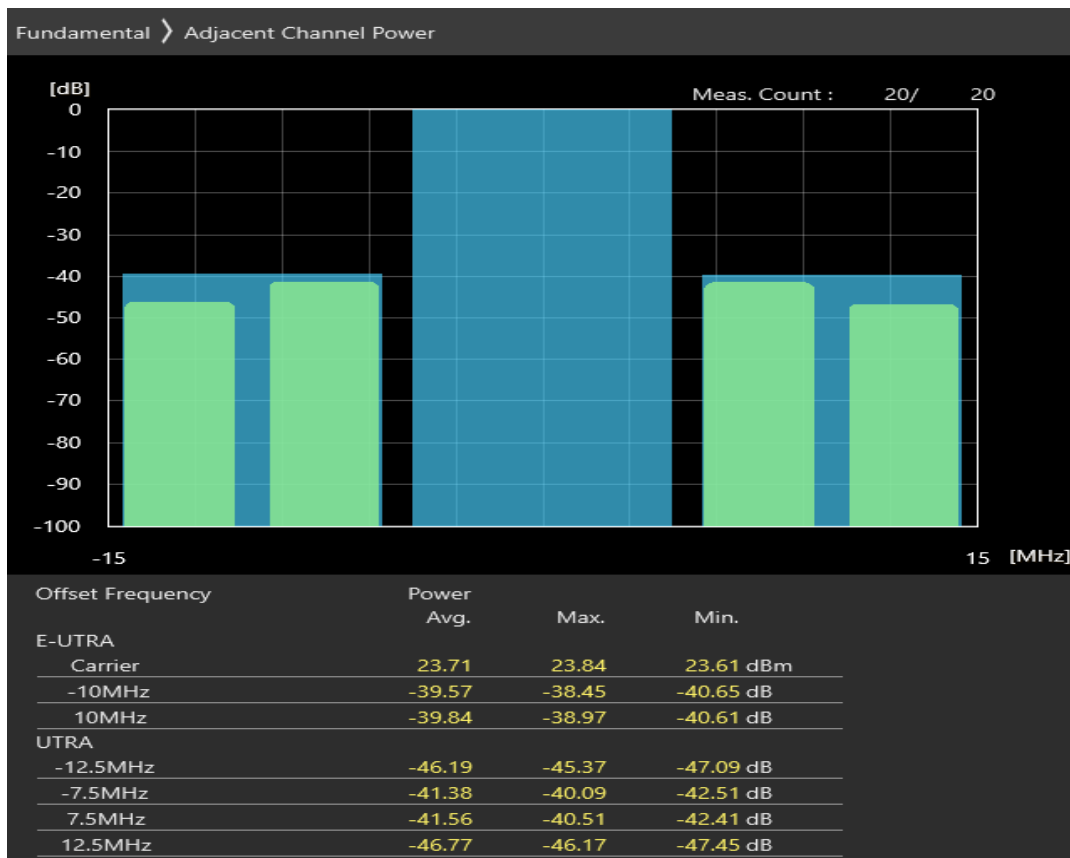 Fundamental 〉 Adjacent Channel Power
[dB]
Meas. Count : 20/ 20
0
-10
-20
-30
-40
-50
-60
-70
-80
-90
-100
-15 15 [MHz]
Offset Frequency Power
Avg. Max. Min.
E-UTRA
Carrier 23.71 23.84 23.61 dBm
-10MHz -39.57 -38.45 -40.65 dB
10MHz -39.84 -38.97 -40.61 dB
UTRA
-12.5MHz -46.19 -45.37 -47.09 dB
-7.5MHz -41.38 -40.09 -42.51 dB
7.5MHz -41.56 -40.51 -42.41 dB
12.5MHz -46.77 -46.17 -47.45 dB